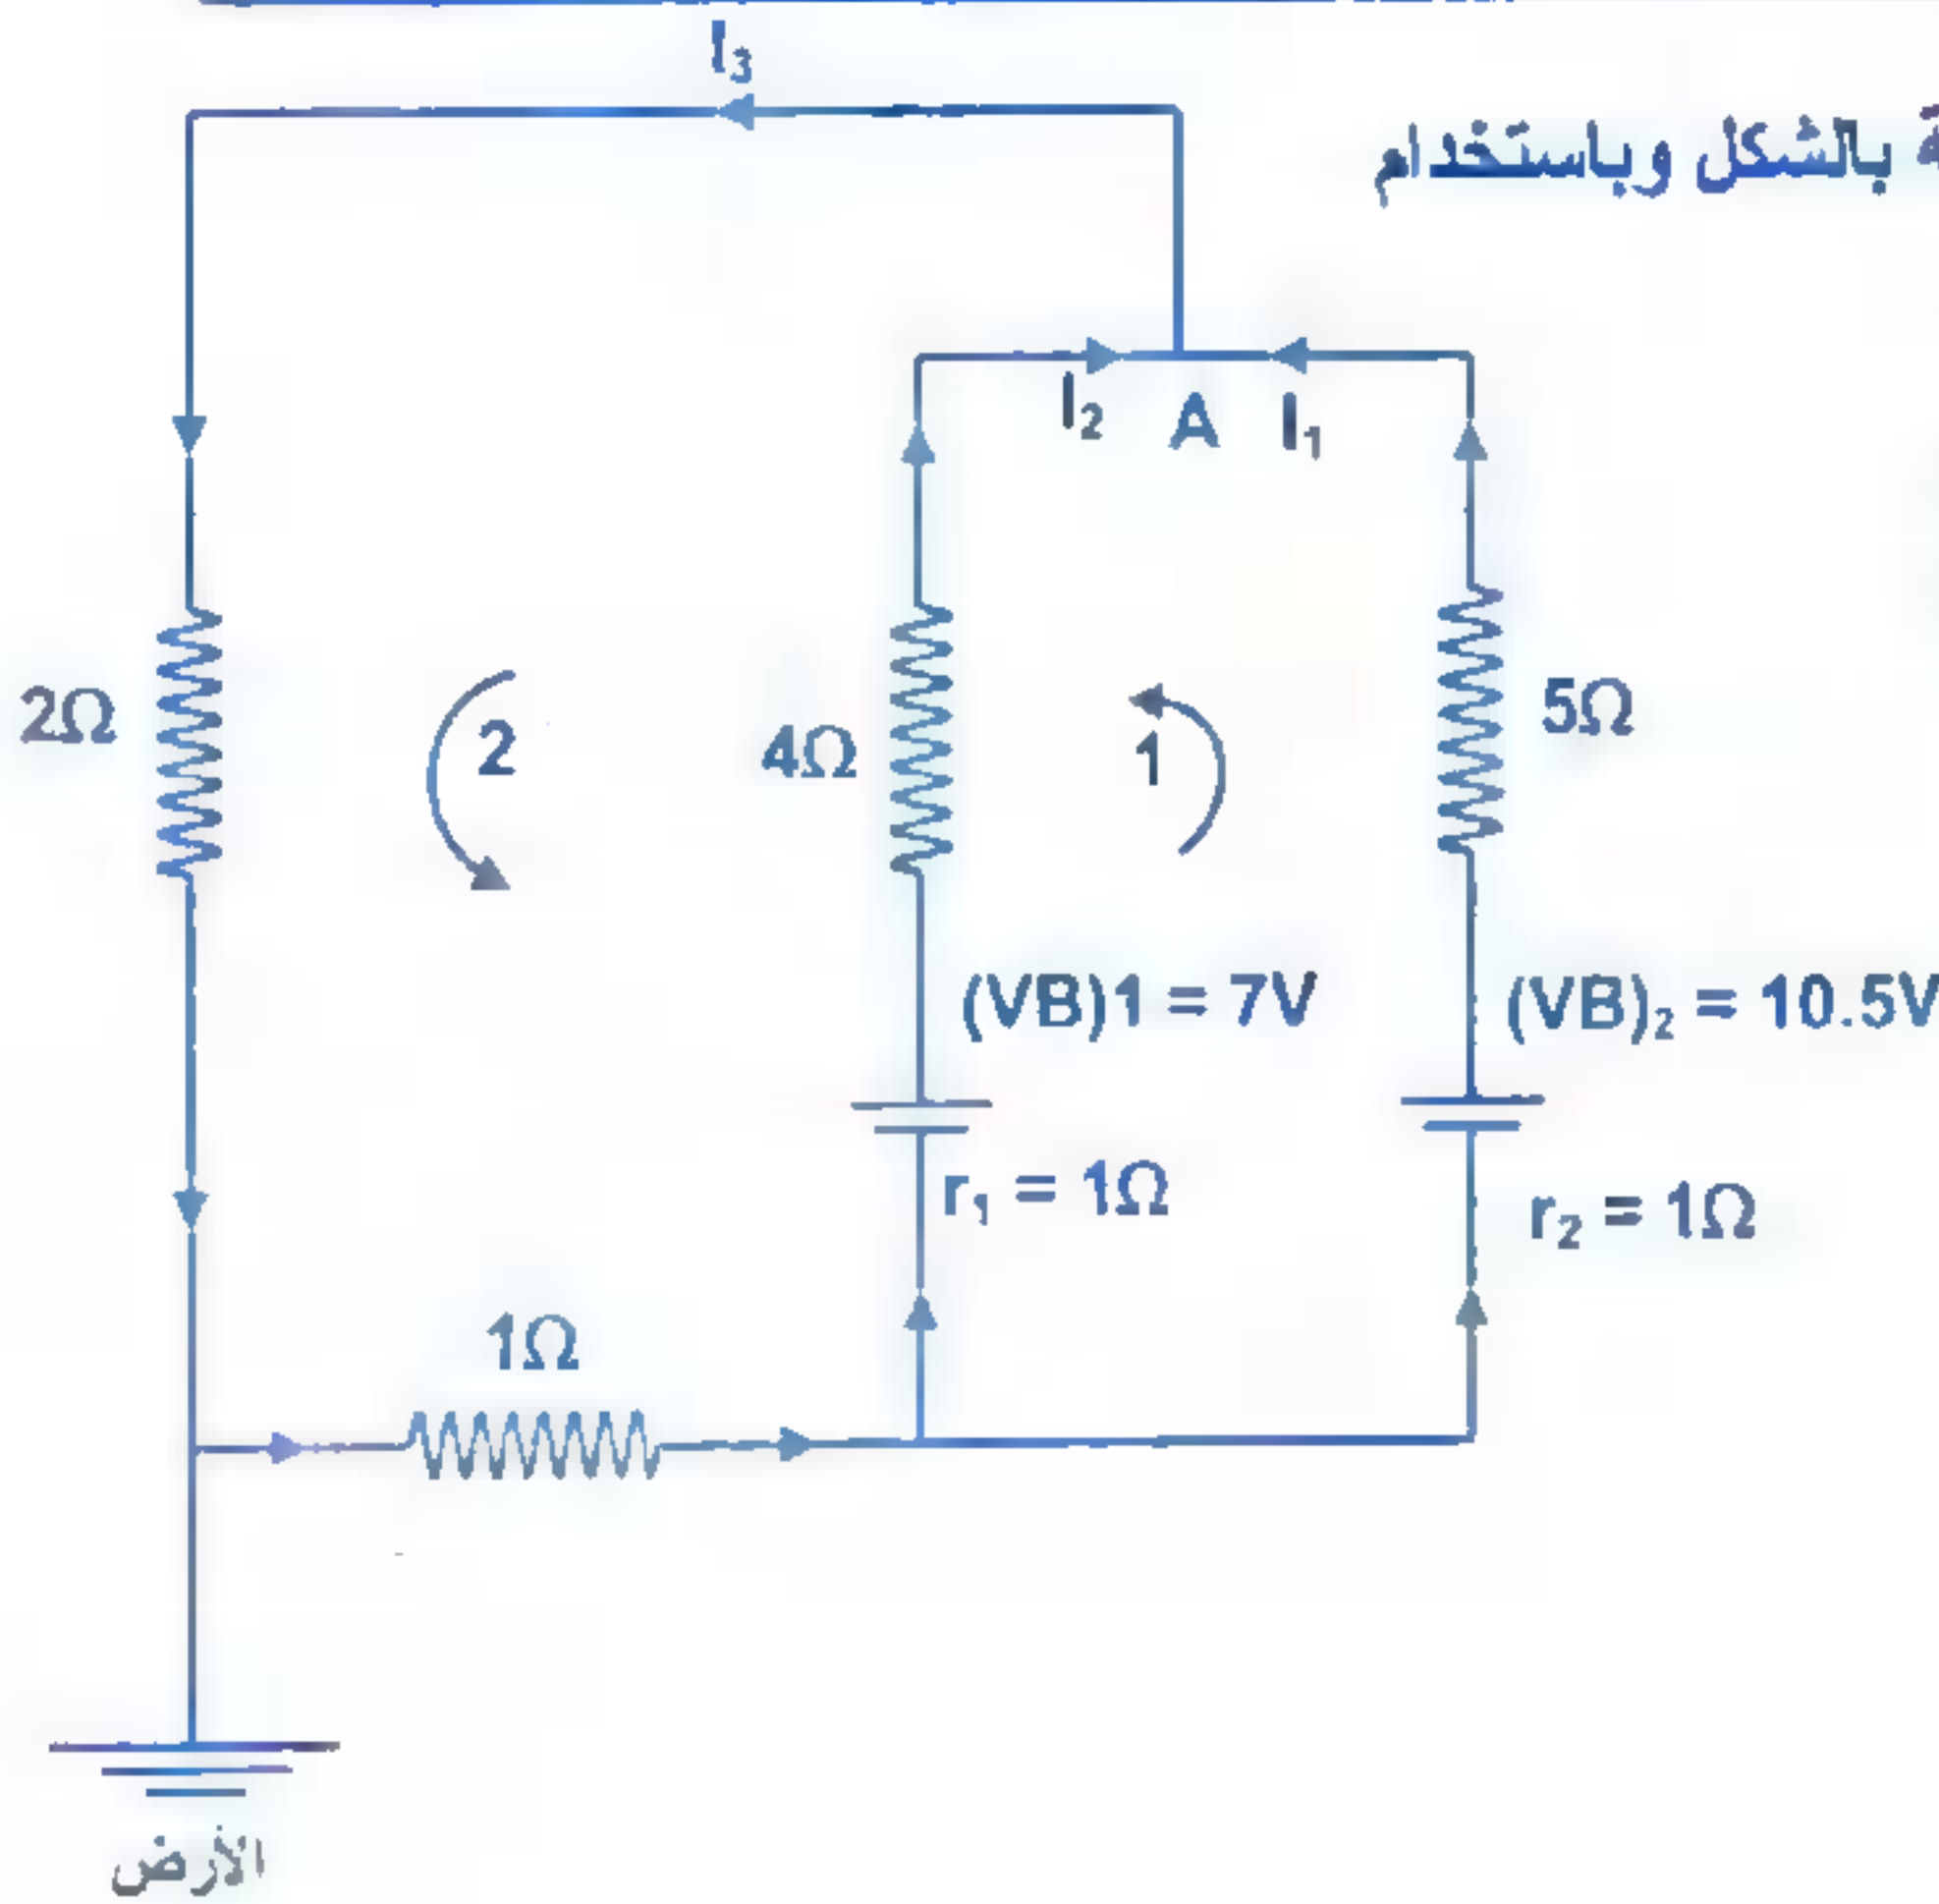 I₃
بالشكل وباستخدام
I₂ A I₁
2Ω
2
4Ω
1
5Ω
(VB)1 = 7V
(VB)₂ = 10.5V
r₁ = 1Ω
r₂ = 1Ω
1Ω
الأرض